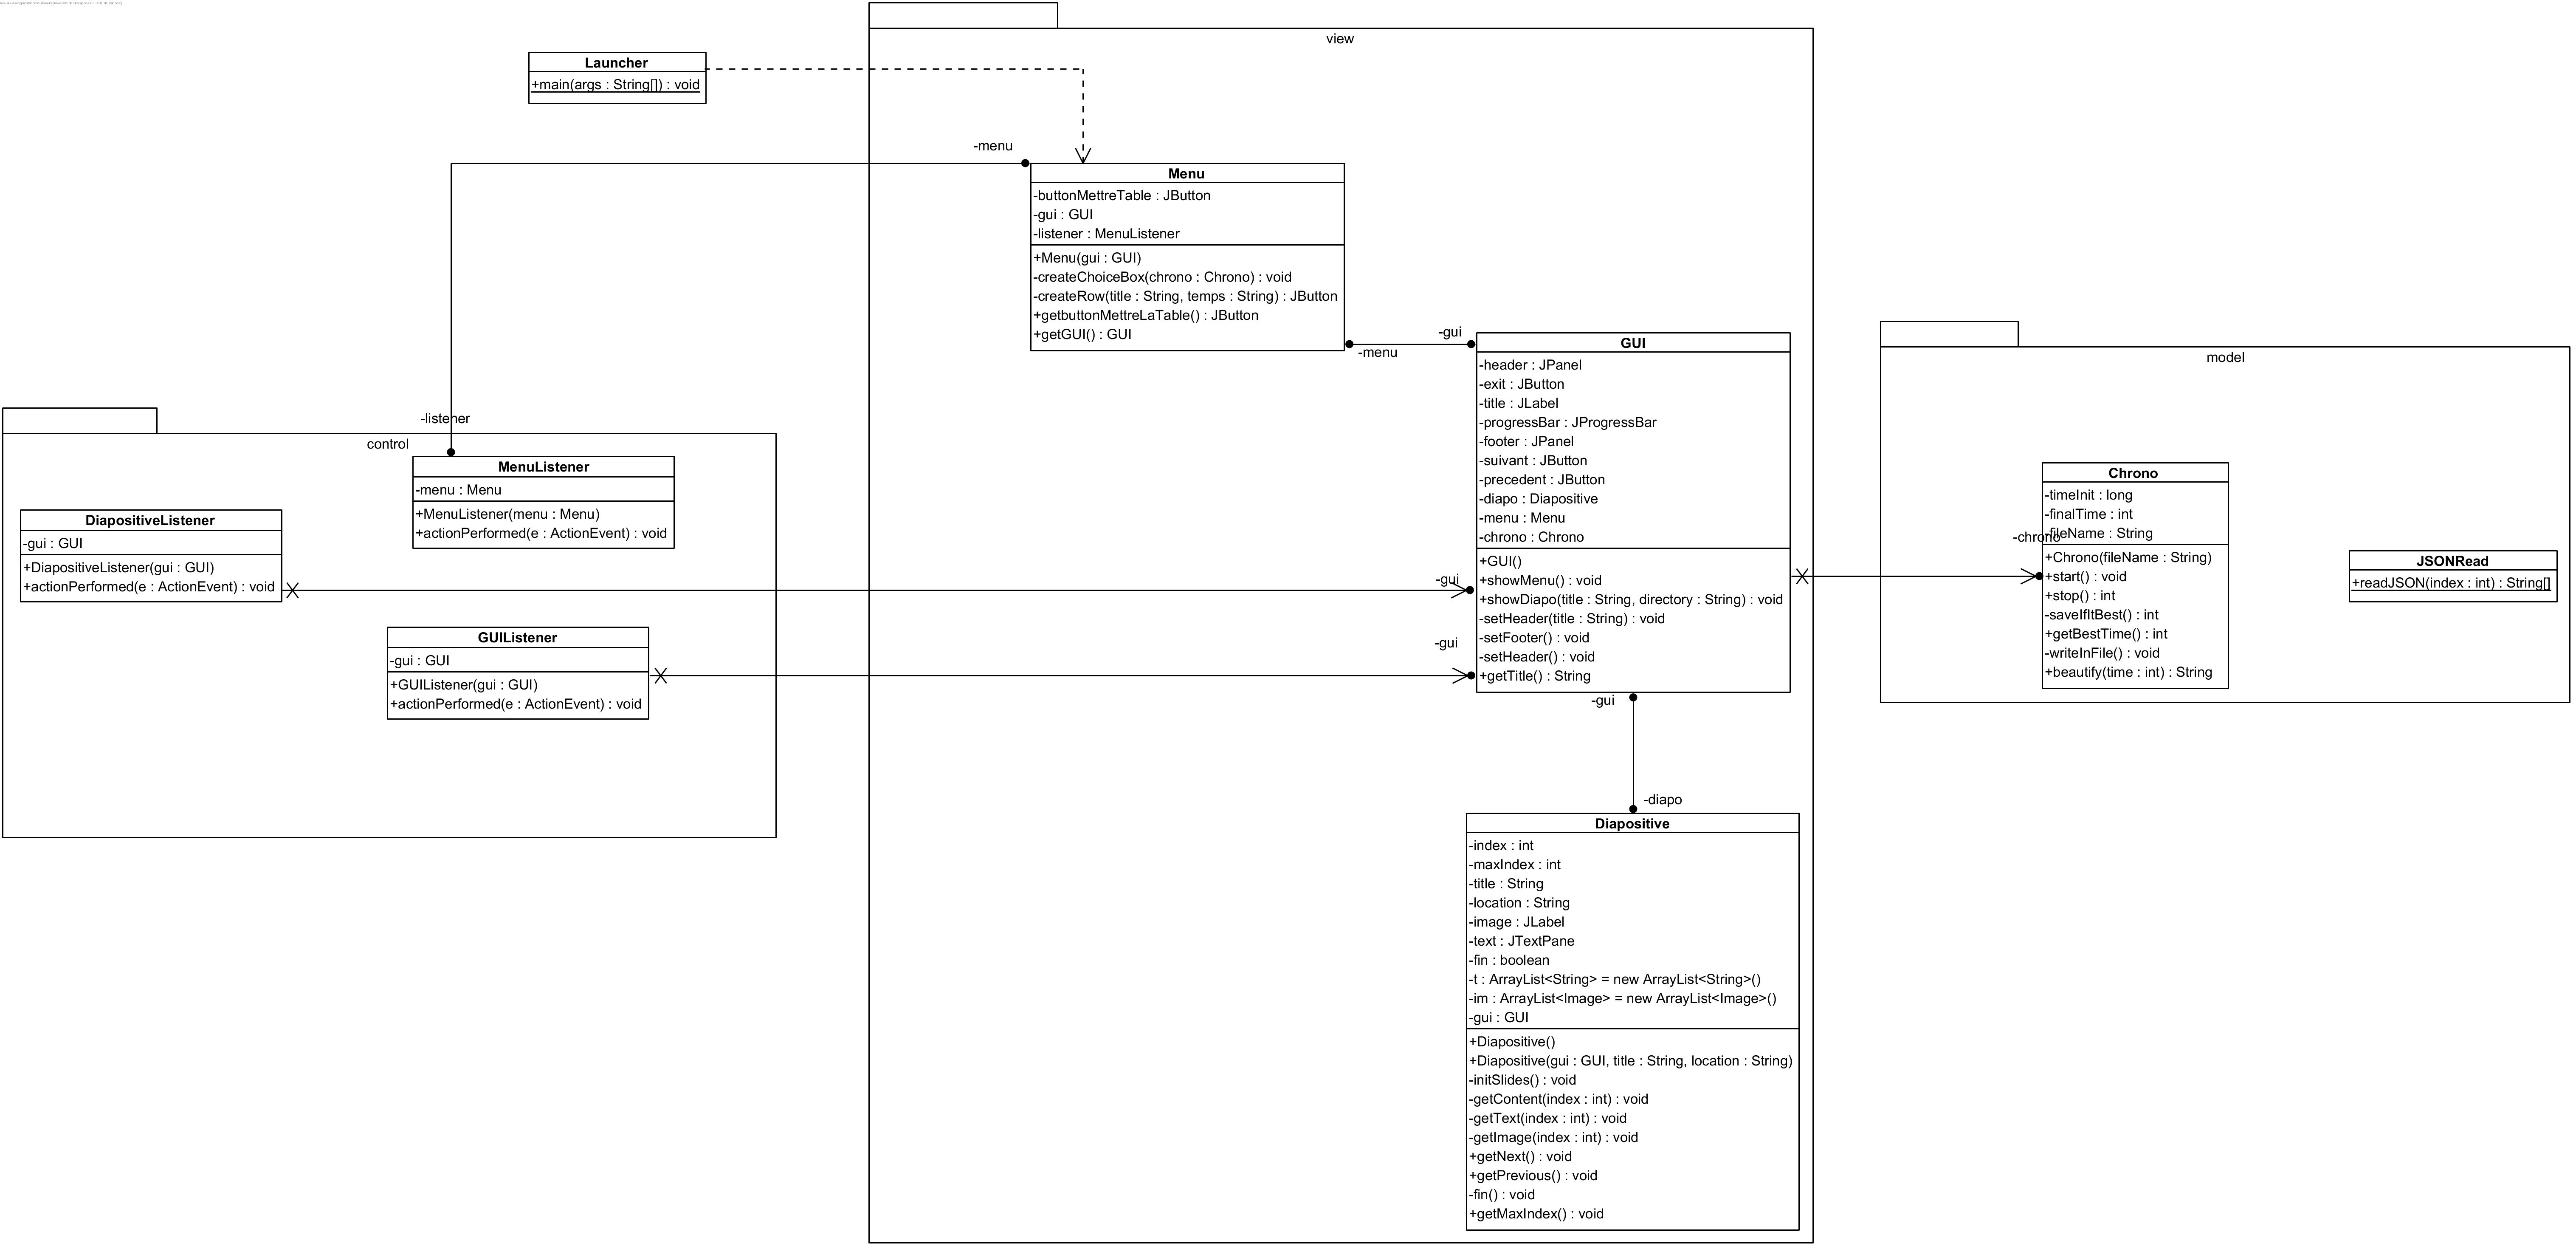 view
Launcher
+main(args : String[]) : void
-menu
Menu
-buttonMettreTable : JButton
-gui : GUI
-listener : MenuListener
+Menu(gui : GUI)
-createChoiceBox(chrono : Chrono) : void
-createRow(title : String, temps : String) : JButton
+getbuttonMettreLaTable() : JButton
+getGUI() : GUI
-gui
-menu
GUI
-header : JPanel
-exit : JButton
-title : JLabel
-progressBar : JProgressBar
-footer : JPanel
-suivant : JButton
-precedent : JButton
-diapo : Diapositive
-menu : Menu
-chrono : Chrono
+GUI()
+showMenu() : void
+showDiapo(title : String, directory : String) : void
-setHeader(title : String) : void
-setFooter() : void
-setHeader() : void
+getTitle() : String
model
Chrono
-timeInit : long
-finalTime : int
-fileName : String
+Chrono(fileName : String)
+start() : void
+stop() : int
-saveIfItBest() : int
+getBestTime() : int
-writeInFile() : void
+beautify(time : int) : String
-chrono
JSONRead
+readJSON(index : int) : String[]
-listener
control
MenuListener
-menu : Menu
+MenuListener(menu : Menu)
+actionPerformed(e : ActionEvent) : void
DiapositiveListener
-gui : GUI
+DiapositiveListener(gui : GUI)
+actionPerformed(e : ActionEvent) : void
-gui
GUIListener
-gui : GUI
+GUIListener(gui : GUI)
+actionPerformed(e : ActionEvent) : void
-gui
-gui
-diapo
Diapositive
-index : int
-maxIndex : int
-title : String
-location : String
-image : JLabel
-text : JTextPane
-fin : boolean
-t : ArrayList<String> = new ArrayList<String>()
-im : ArrayList<Image> = new ArrayList<Image>()
-gui : GUI
+Diapositive()
+Diapositive(gui : GUI, title : String, location : String)
-initSlides() : void
-getContent(index : int) : void
-getText(index : int) : void
-getImage(index : int) : void
+getNext() : void
+getPrevious() : void
-fin() : void
+getMaxIndex() : void